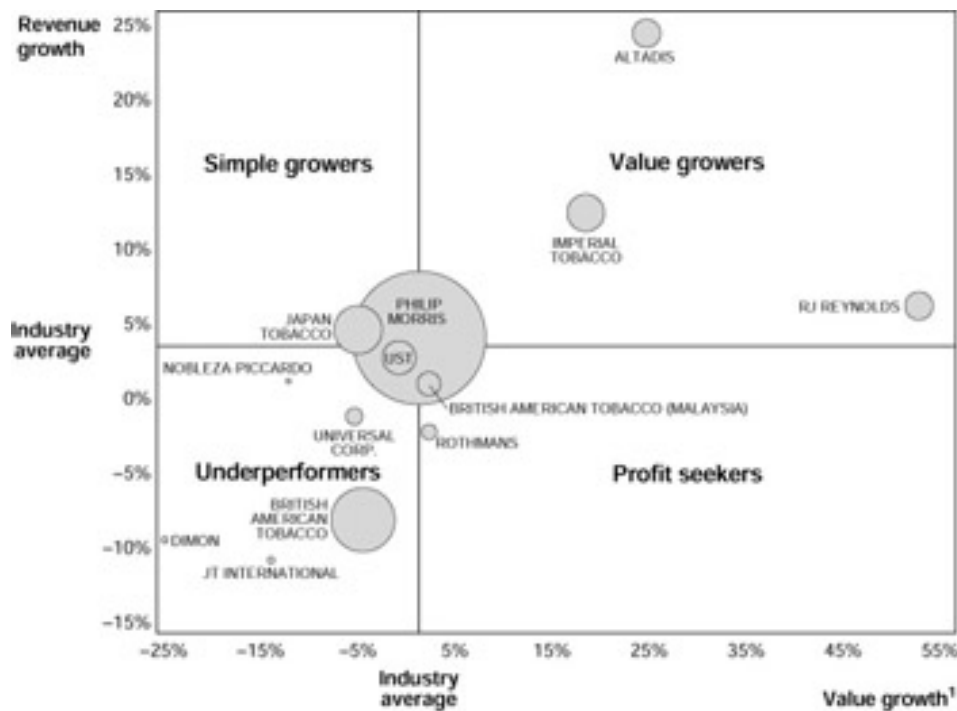 Revenue
growth
25%
20%
15%
10%
5%
Industry
average
0%
−5%
−10%
−15%
ALTADIS
Simple growers
Value growers
IMPERIAL
TOBACCO
RJ REYNOLDS
PHILIP
MORRIS
JAPAN
TOBACCO
UST
NOBLEZA-PICCARDO
BRITISH AMERICAN TOBACCO (MALAYSIA)
UNIVERSAL
CORP.
ROTHMANS
Underperformers
Profit seekers
BRITISH
AMERICAN
TOBACCO
DIMON
JT INTERNATIONAL
−25%
−15%
−5%
5%
15%
25%
35%
45%
55%
Industry
average
Value growth¹